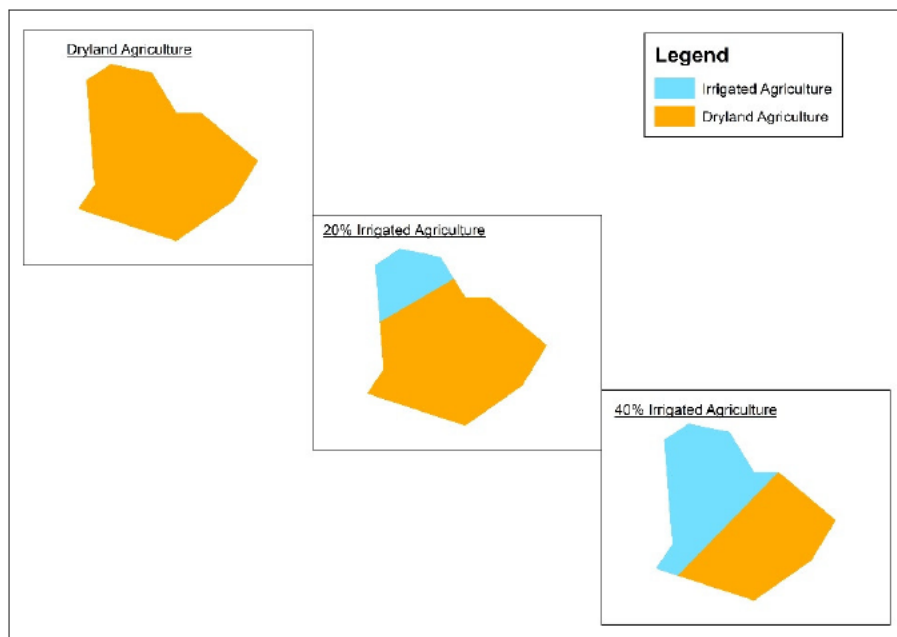 Dryland Agriculture
Legend
Irrigated Agriculture
Dryland Agriculture
20% Irrigated Agriculture
40% Irrigated Agriculture